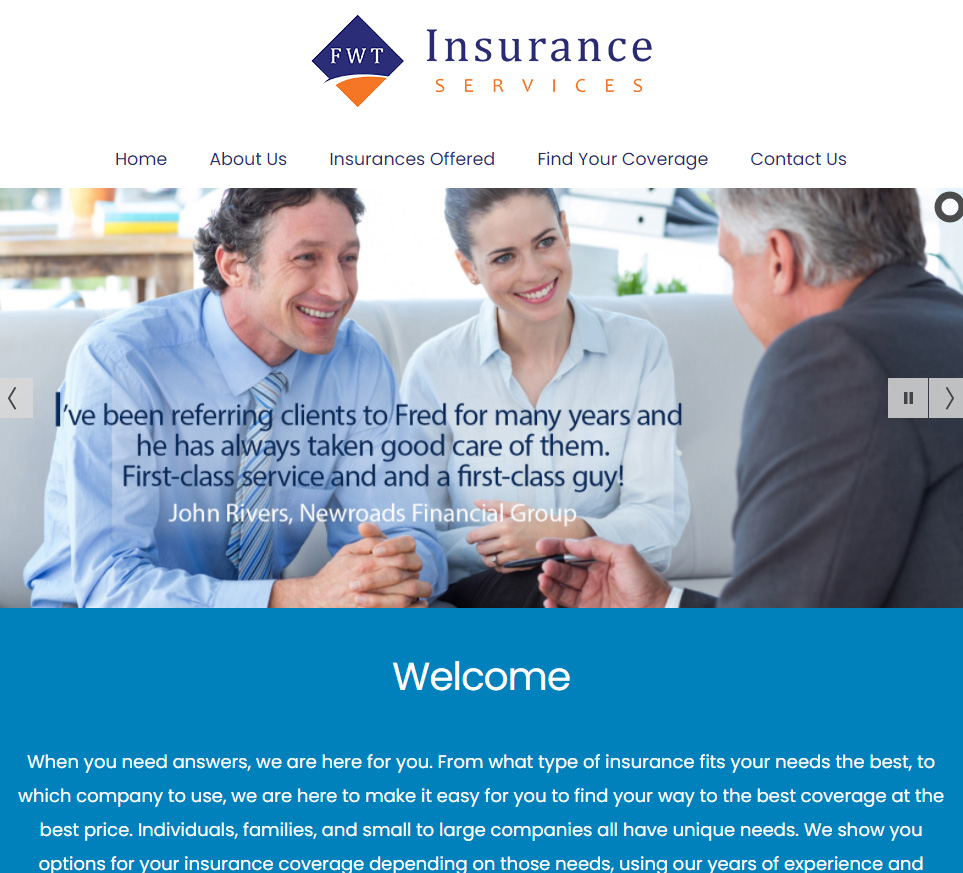 FWT
Insurance
SERVICES
Home About Us Insurances Offered Find Your Coverage Contact Us
I've been referring clients to Fred for many years and
he has always taken good care of them.
First-class service and and a first-class guy!
John Rivers, Newroads Financial Group
Welcome
When you need answers, we are here for you. From what type of insurance fits your needs the best, to
which company to use, we are here to make it easy for you to find your way to the best coverage at the
best price. Individuals, families, and small to large companies all have unique needs. We show you
options for your insurance coverage depending on those needs, using our years of experience and